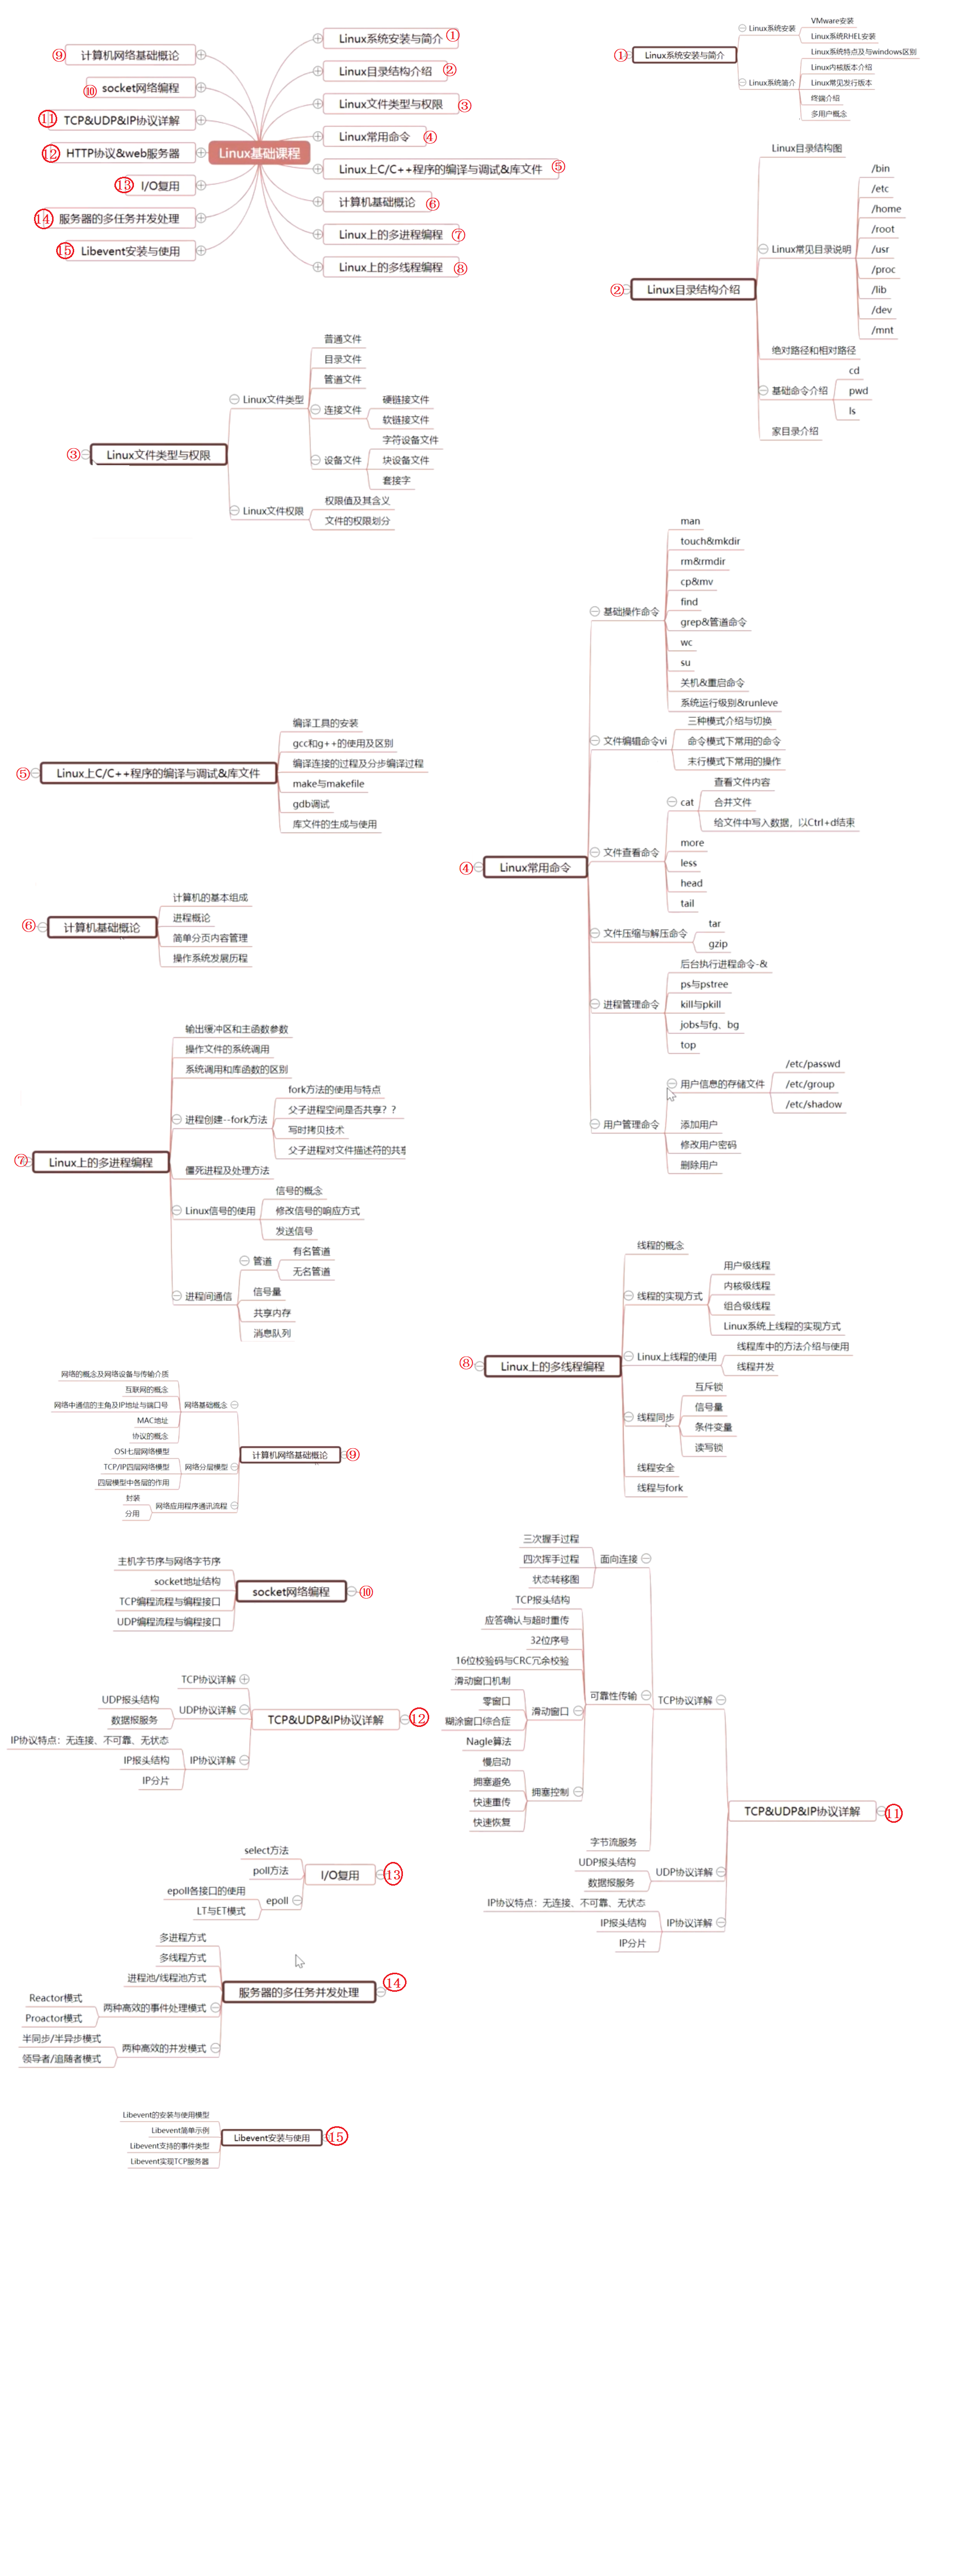 Linux基础课程
Linux系统安装与简介 ①
Linux目录结构介绍 ②
Linux文件类型与权限 ③
Linux常用命令 ④
Linux上C/C++程序的编译与调试&库文件 ⑤
计算机基础概论 ⑥
Linux上的多进程编程 ⑦
Linux上的多线程编程 ⑧
⑨ 计算机网络基础概论
⑩ socket网络编程
⑪ TCP&UDP&IP协议详解
⑫ HTTP协议&web服务器
⑬ I/O复用
⑭ 服务器的多任务并发处理
⑮ Libevent安装与使用
① Linux系统安装与简介
Linux系统安装
VMware安装
Linux系统RHEL安装
Linux系统简介
Linux系统特点及与windows区别
Linux内核版本介绍
Linux常见发行版本
终端介绍
多用户概念
② Linux目录结构介绍
Linux目录结构图
Linux常见目录说明
/bin
/etc
/home
/root
/usr
/proc
/lib
/dev
/mnt
绝对路径和相对路径
基础命令介绍
cd
pwd
ls
家目录介绍
③ Linux文件类型与权限
Linux文件类型
普通文件
目录文件
管道文件
连接文件
硬链接文件
软链接文件
设备文件
字符设备文件
块设备文件
套接字
Linux文件权限
权限值及其含义
文件的权限划分
④ Linux常用命令
基础操作命令
man
touch&mkdir
rm&rmdir
cp&mv
find
grep&管道命令
wc
su
关机&重启命令
系统运行级别&runleve
文件编辑命令vi
三种模式介绍与切换
命令模式下常用的命令
末行模式下常用的操作
文件查看命令
cat
查看文件内容
合并文件
给文件中写入数据，以Ctrl+d结束
more
less
head
tail
文件压缩与解压命令
tar
gzip
进程管理命令
后台执行进程命令-&
ps与pstree
kill与pkill
jobs与fg、bg
top
用户管理命令
用户信息的存储文件
/etc/passwd
/etc/group
/etc/shadow
添加用户
修改用户密码
删除用户
⑤ Linux上C/C++程序的编译与调试&库文件
编译工具的安装
gcc和g++的使用及区别
编译连接的过程及分步编译过程
make与makefile
gdb调试
库文件的生成与使用
⑥ 计算机基础概论
计算机的基本组成
进程概论
简单分页内容管理
操作系统发展历程
⑦ Linux上的多进程编程
输出缓冲区和主函数参数
操作文件的系统调用
系统调用和库函数的区别
进程创建--fork方法
fork方法的使用与特点
父子进程空间是否共享？？
写时拷贝技术
父子进程对文件描述符的共享
僵死进程及处理方法
Linux信号的使用
信号的概念
修改信号的响应方式
发送信号
进程间通信
管道
有名管道
无名管道
信号量
共享内存
消息队列
⑧ Linux上的多线程编程
线程的概念
线程的实现方式
用户级线程
内核级线程
组合级线程
Linux系统上线程的实现方式
Linux上线程的使用
线程库中的方法介绍与使用
线程并发
线程同步
互斥锁
信号量
条件变量
读写锁
线程安全
线程与fork
计算机网络基础概论 ⑨
网络基础概念
网络的概念及网络设备与传输介质
互联网的概念
网络中通信的主角及IP地址与端口号
MAC地址
协议的概念
网络分层模型
OSI七层网络模型
TCP/IP四层网络模型
四层模型中各层的作用
网络应用程序通讯流程
封装
分用
socket网络编程 ⑩
主机字节序与网络字节序
socket地址结构
TCP编程流程与编程接口
UDP编程流程与编程接口
TCP&UDP&IP协议详解 ⑪
TCP协议详解
面向连接
三次握手过程
四次挥手过程
状态转移图
可靠性传输
TCP报头结构
应答确认与超时重传
32位序号
16位校验码与CRC冗余校验
滑动窗口
滑动窗口机制
零窗口
糊涂窗口综合症
Nagle算法
拥塞控制
慢启动
拥塞避免
快速重传
快速恢复
字节流服务
UDP协议详解
UDP报头结构
数据报服务
IP协议详解
IP协议特点：无连接、不可靠、无状态
IP报头结构
IP分片
TCP&UDP&IP协议详解 ⑫
TCP协议详解
UDP协议详解
UDP报头结构
数据报服务
IP协议详解
IP协议特点：无连接、不可靠、无状态
IP报头结构
IP分片
I/O复用 ⑬
select方法
poll方法
epoll
epoll各接口的使用
LT与ET模式
服务器的多任务并发处理 ⑭
多进程方式
多线程方式
进程池/线程池方式
两种高效的事件处理模式
Reactor模式
Proactor模式
两种高效的并发模式
半同步/半异步模式
领导者/追随者模式
Libevent安装与使用 ⑮
Libevent的安装与使用模型
Libevent简单示例
Libevent支持的事件类型
Libevent实现TCP服务器